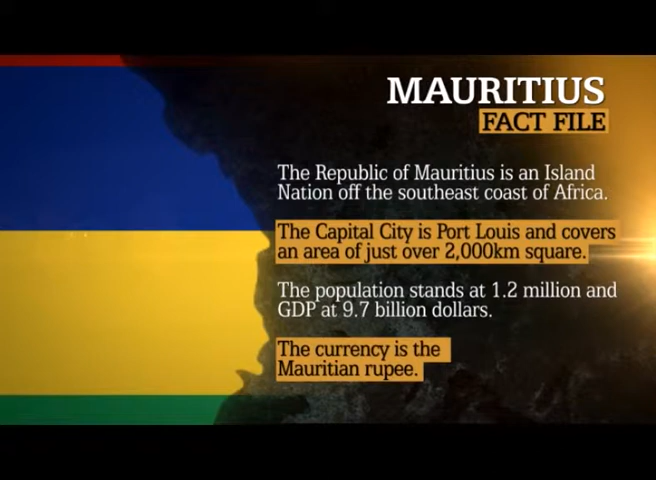 MAURITIUS
FACT FILE
The Republic of Mauritius is an Island
Nation off the southeast coast of Africa.
The Capital City is Port Louis and covers
an area of just over 2,000km square.
The population stands at 1.2 million and
GDP at 9.7 billion dollars.
The currency is the
Mauritian rupee.